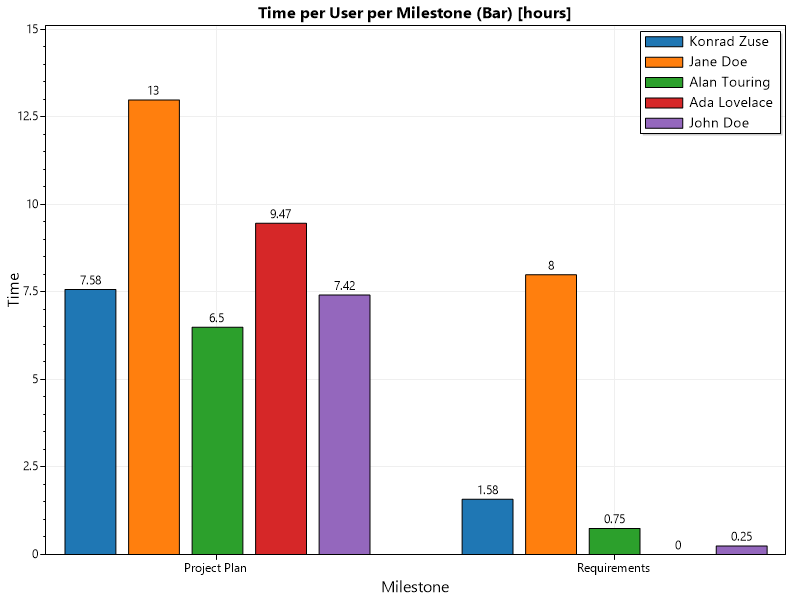 Time per User per Milestone (Bar) [hours]
Konrad Zuse
Jane Doe
Alan Touring
Ada Lovelace
John Doe
15
12.5
10
7.5
5
2.5
0
Time
7.58
13
6.5
9.47
7.42
1.58
8
0.75
0
0.25
Project Plan
Requirements
Milestone